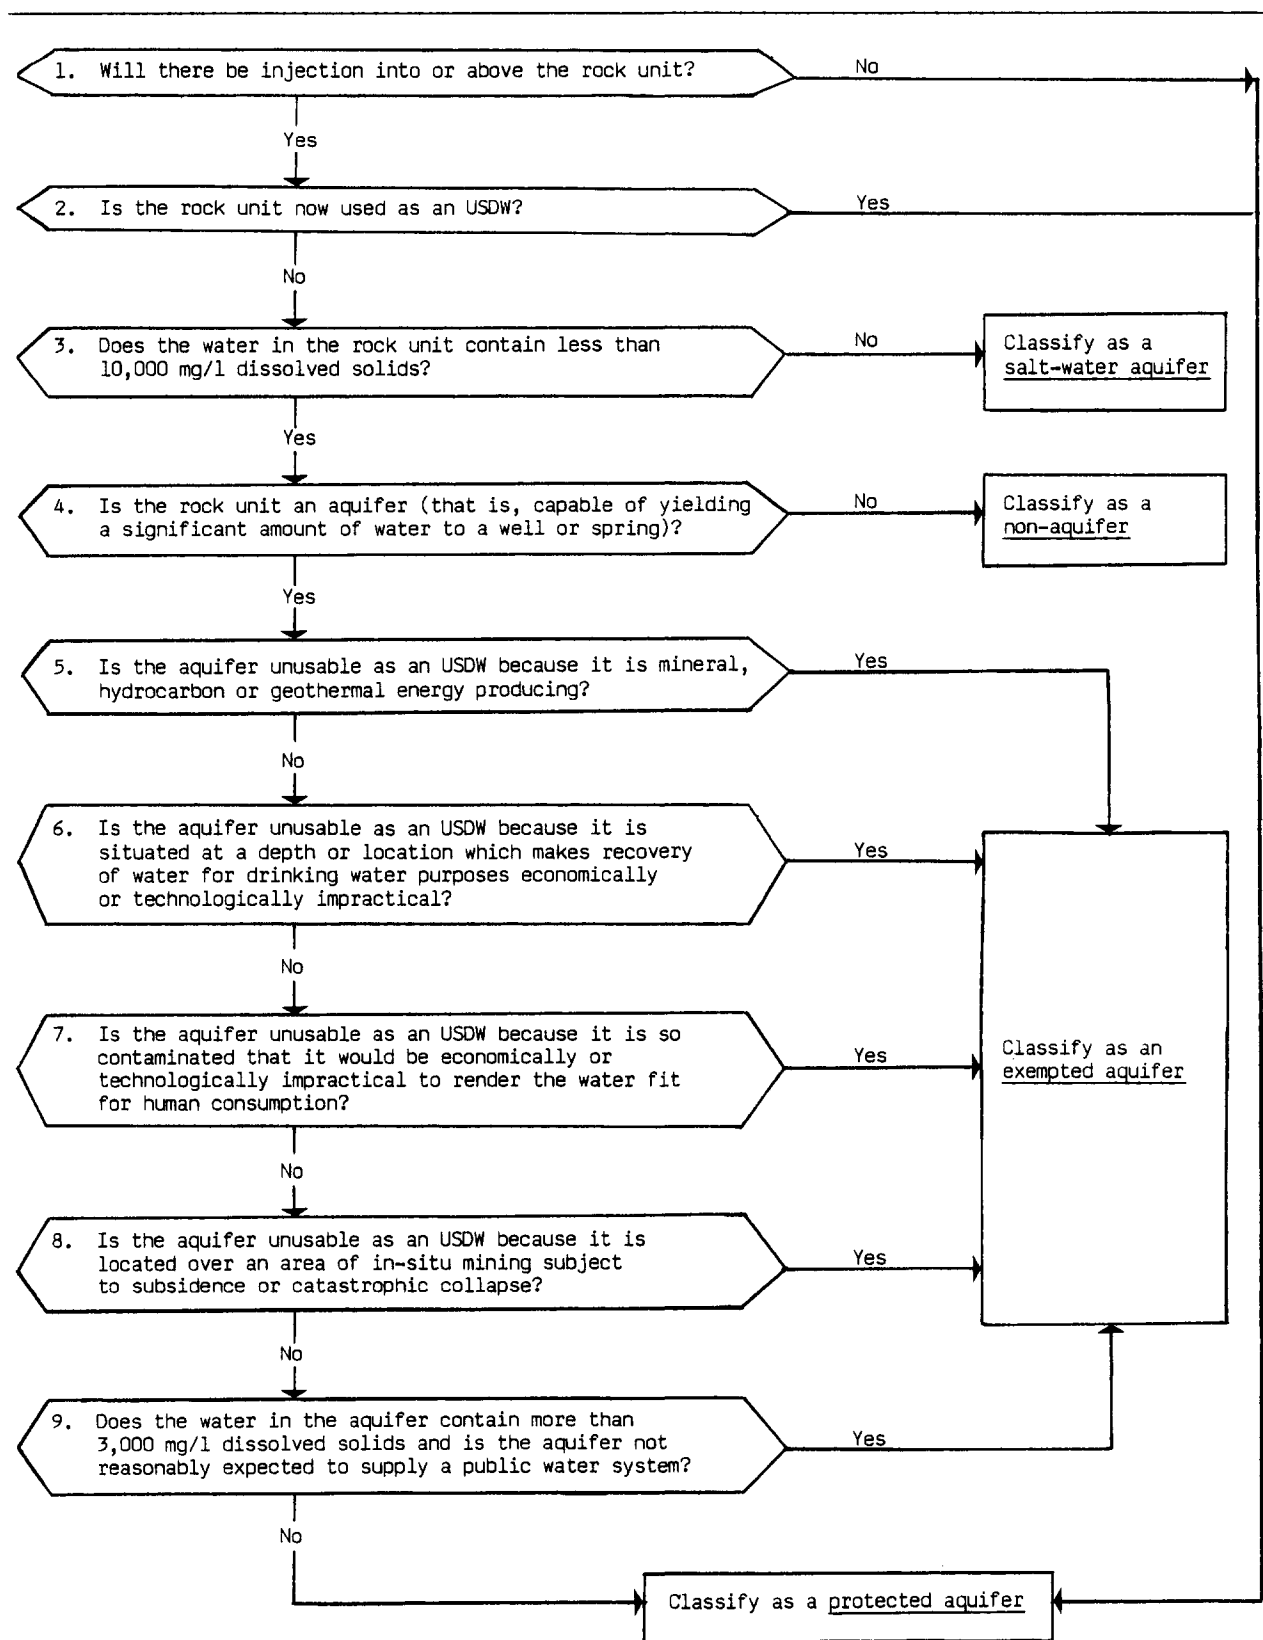 1. Will there be injection into or above the rock unit?
No
Yes
2. Is the rock unit now used as an USDW?
Yes
No
3. Does the water in the rock unit contain less than
10,000 mg/l dissolved solids?
No
Classify as a
salt-water aquifer
Yes
4. Is the rock unit an aquifer (that is, capable of yielding
a significant amount of water to a well or spring)?
No
Classify as a
non-aquifer
Yes
5. Is the aquifer unusable as an USDW because it is mineral,
hydrocarbon or geothermal energy producing?
Yes
No
6. Is the aquifer unusable as an USDW because it is
situated at a depth or location which makes recovery
of water for drinking water purposes economically
or technologically impractical?
Yes
No
7. Is the aquifer unusable as an USDW because it is so
contaminated that it would be economically or
technologically impractical to render the water fit
for human consumption?
Yes
Classify as an
exempted aquifer
No
8. Is the aquifer unusable as an USDW because it is
located over an area of in-situ mining subject
to subsidence or catastrophic collapse?
Yes
No
9. Does the water in the aquifer contain more than
3,000 mg/l dissolved solids and is the aquifer not
reasonably expected to supply a public water system?
Yes
No
Classify as a protected aquifer